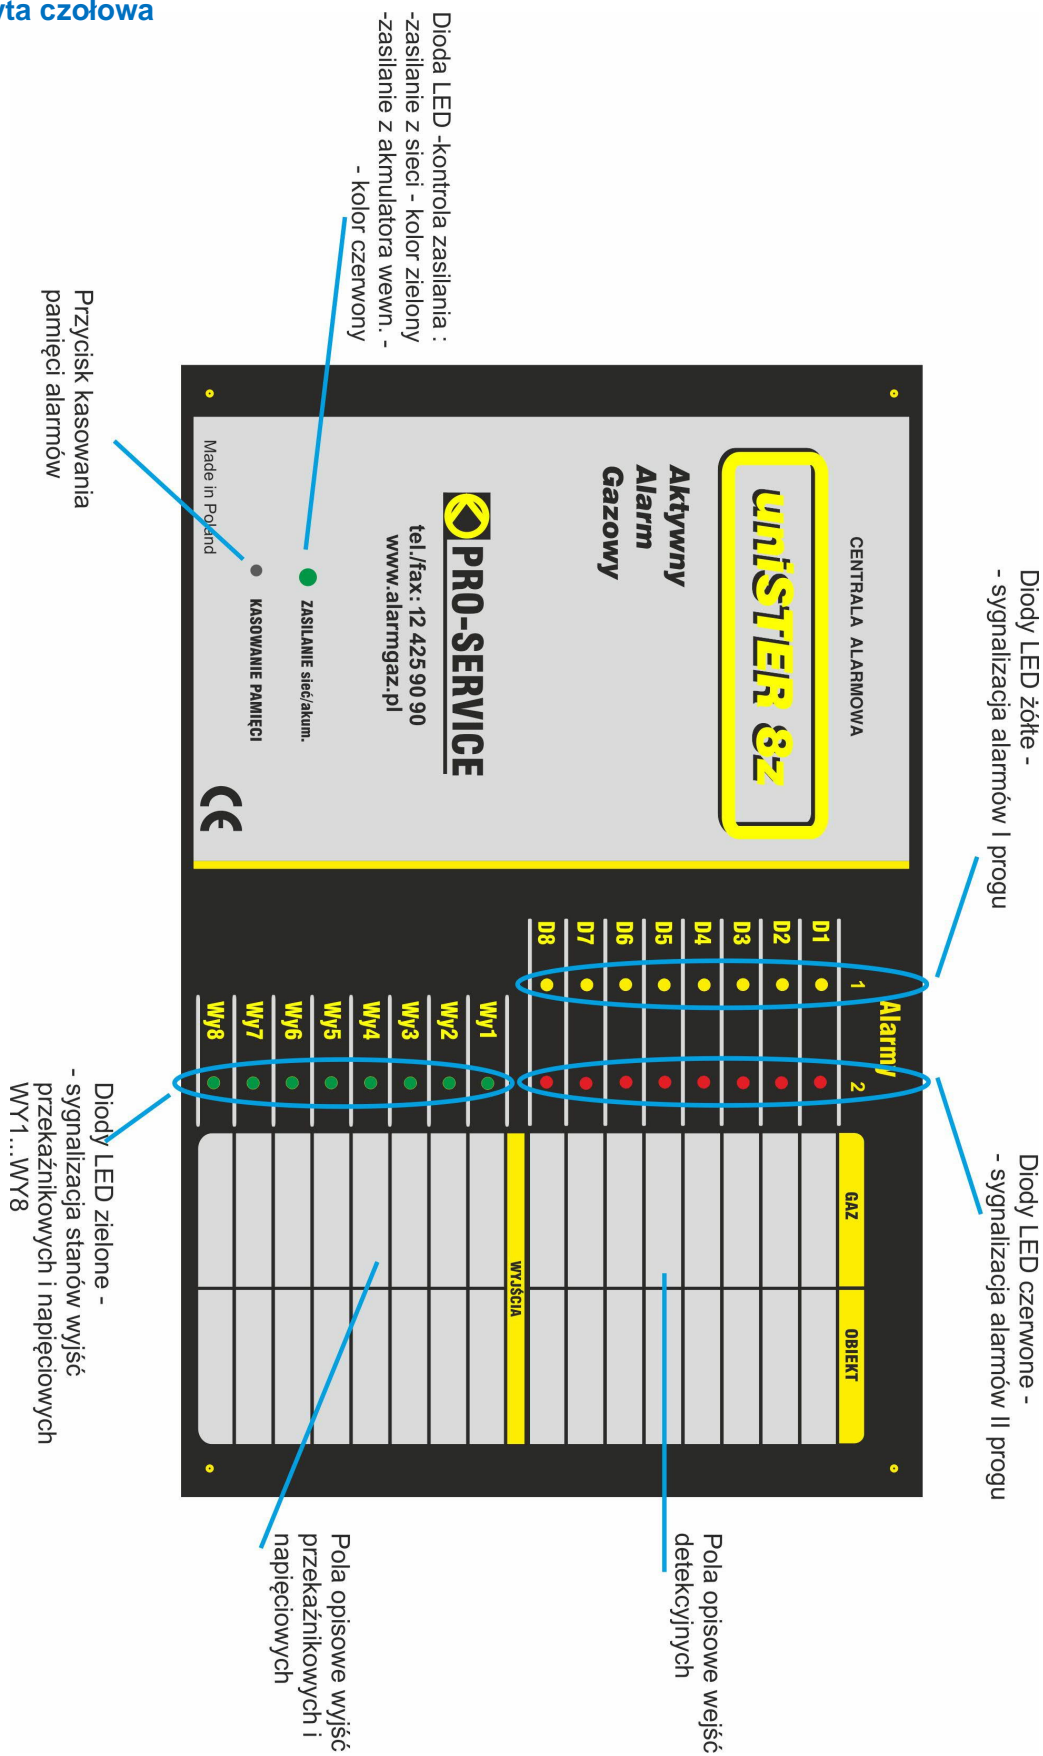 yta czołowa
Diody LED żółte -
- sygnalizacja alarmów I progu
Diody LED czerwone -
- sygnalizacja alarmów II progu
CENTRALA ALARMOWA
uniSTER 8z
Aktywny
Alarm
Gazowy
PRO-SERVICE
tel./fax: 12 425 90 90
www.alarmgaz.pl
ZASILANIE sieć/akum.
KASOWANIE PAMIĘCI
Made in Poland
CE
Alarmy
1 2
GAZ OBIEKT
D1
D2
D3
D4
D5
D6
D7
D8
WYJŚCIA
Wy1
Wy2
Wy3
Wy4
Wy5
Wy6
Wy7
Wy8
Dioda LED -kontrola zasilania :
-zasilanie z sieci - kolor zielony
-zasilanie z akmulatora wewn. -
- kolor czerwony
Przycisk kasowania
pamięci alarmów
Diody LED zielone -
- sygnalizacja stanów wyjść
przekaźnikowych i napięciowych
WY1...WY8
Pola opisowe wyjść
przekaźnikowych i
napięciowych
Pola opisowe wejść
detekcyjnych